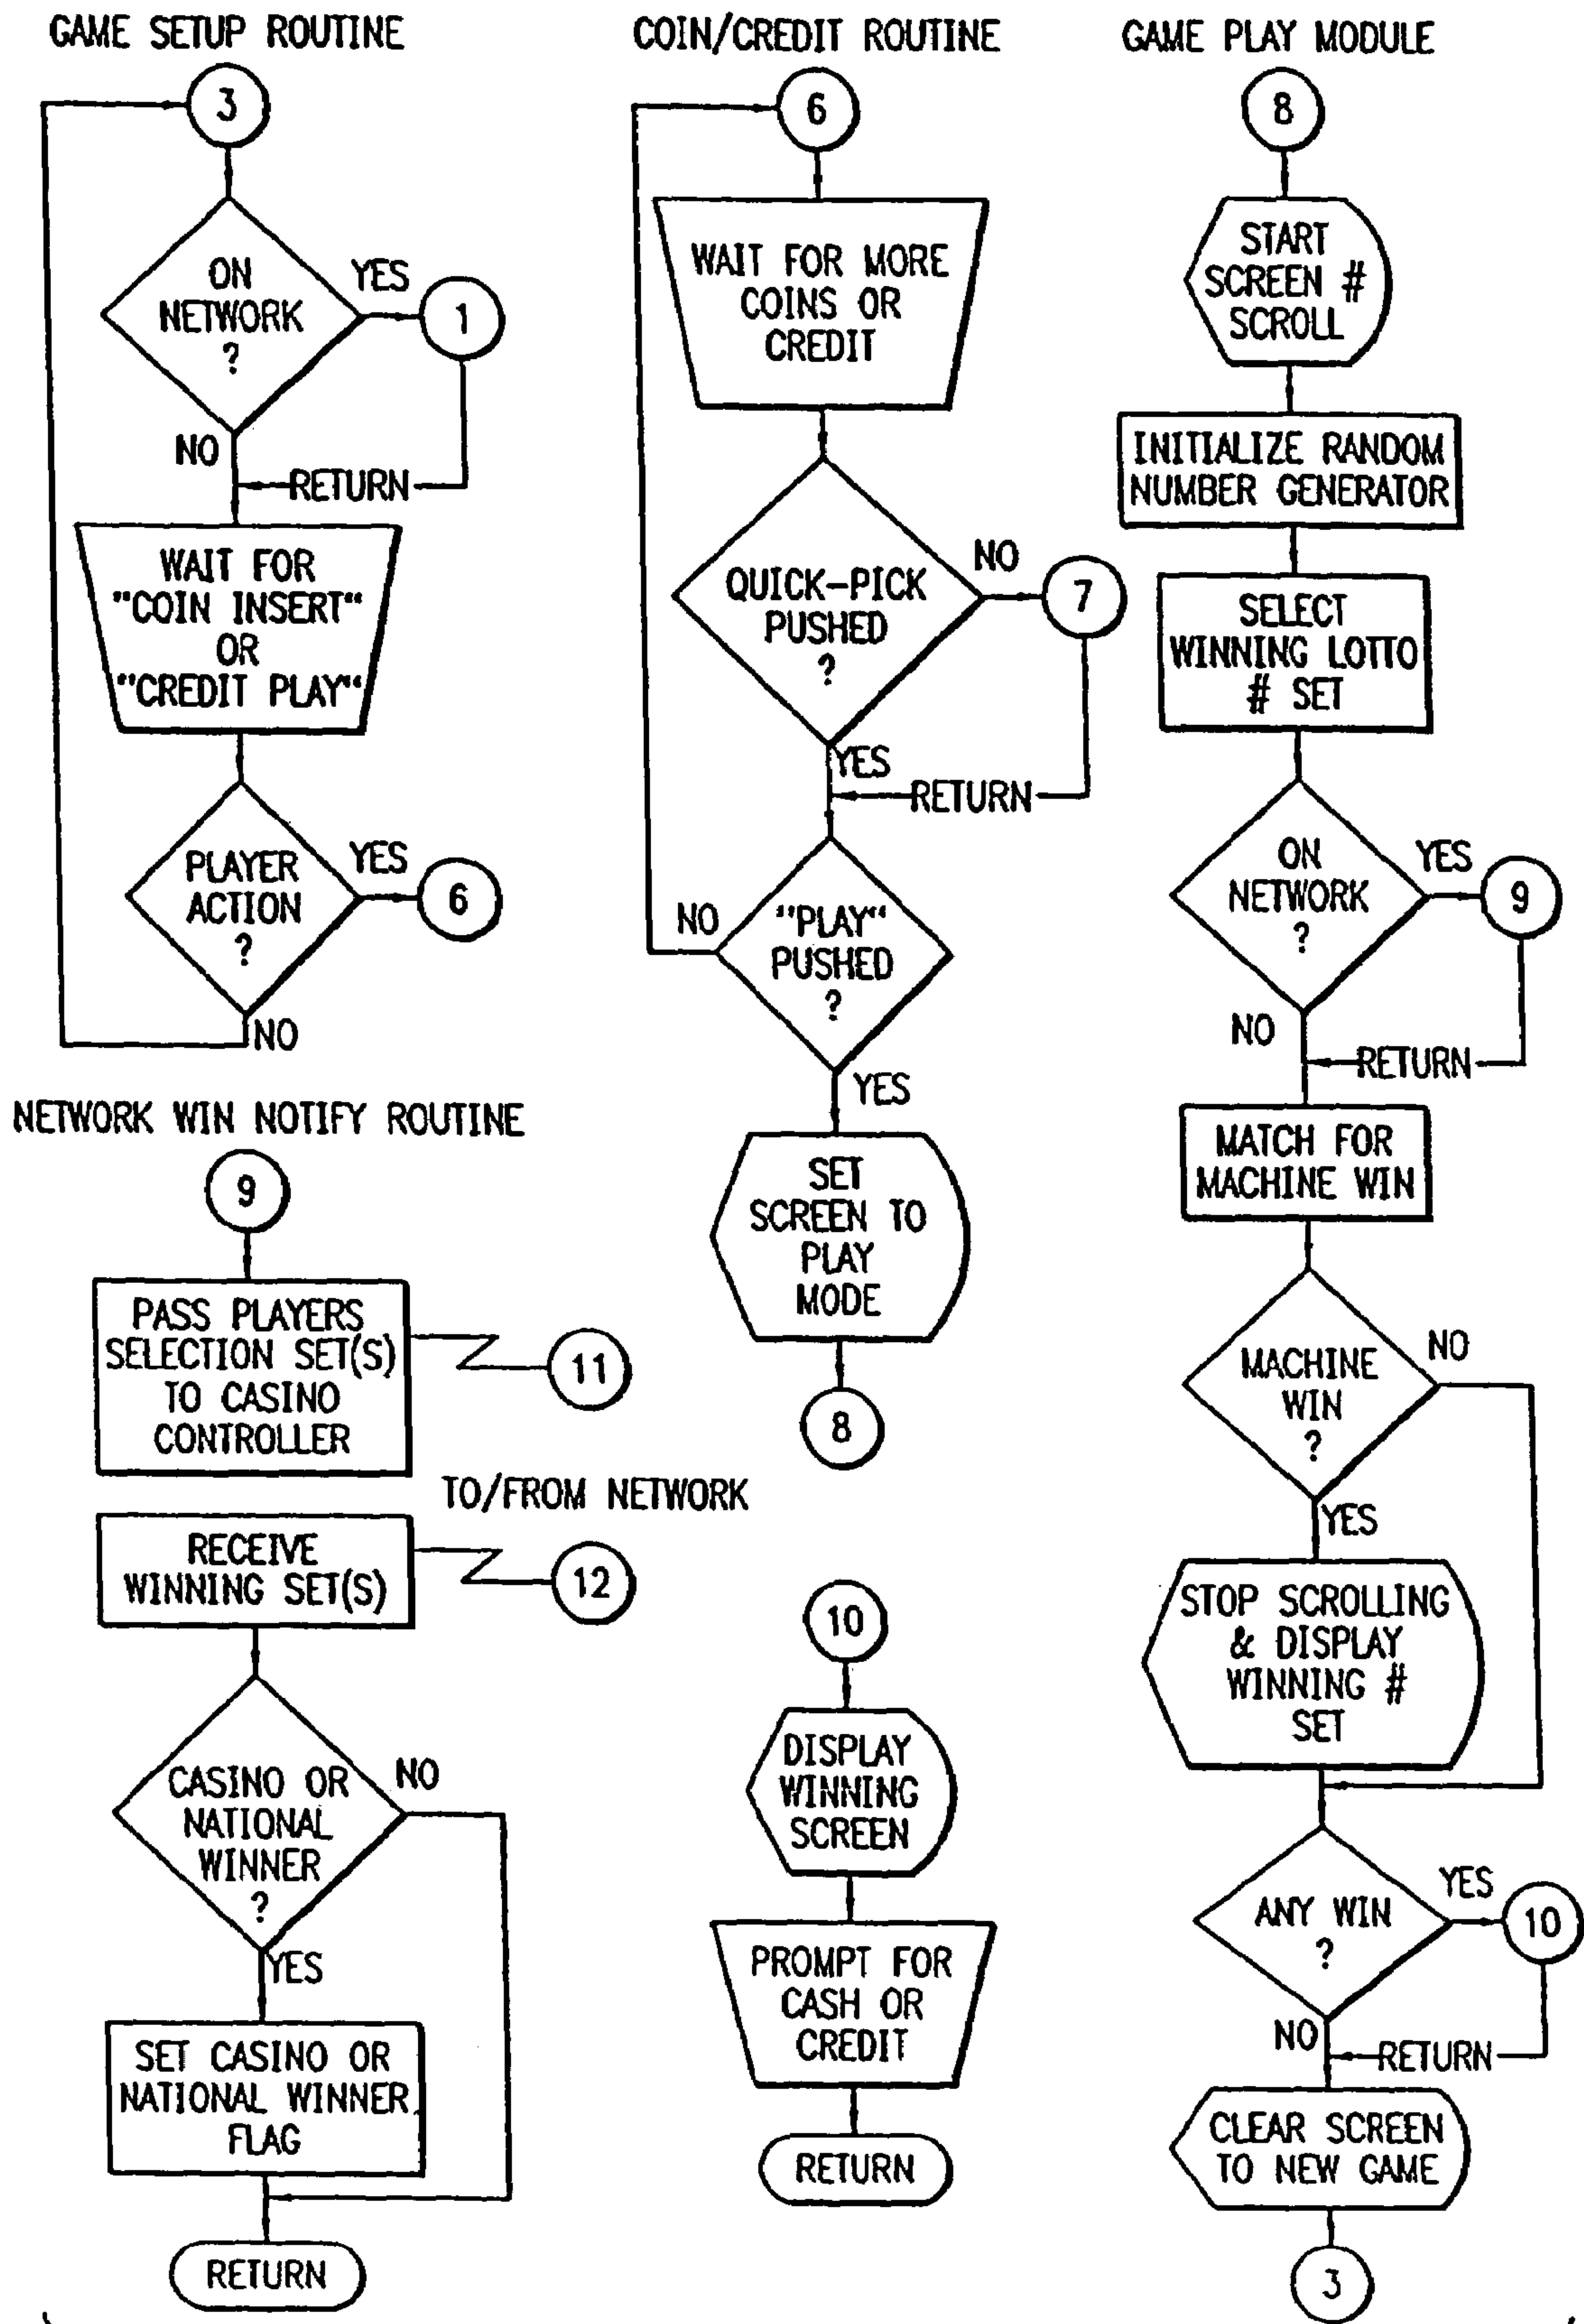 GAME SETUP ROUTINE
3
ON
NETWORK
?
YES
1
NO
RETURN
WAIT FOR
"COIN INSERT"
OR
"CREDIT PLAY"
PLAYER
ACTION
?
YES
6
NO
NETWORK WIN NOTIFY ROUTINE
9
PASS PLAYERS
SELECTION SET(S)
TO CASINO
CONTROLLER
11
TO/FROM NETWORK
RECEIVE
WINNING SET(S)
12
CASINO OR
NATIONAL
WINNER
?
NO
YES
SET CASINO OR
NATIONAL WINNER
FLAG
RETURN
COIN/CREDIT ROUTINE
6
WAIT FOR MORE
COINS OR
CREDIT
QUICK-PICK
PUSHED
?
NO
7
YES
RETURN
"PLAY"
PUSHED
?
NO
YES
SET
SCREEN TO
PLAY
MODE
8
10
DISPLAY
WINNING
SCREEN
PROMPT FOR
CASH OR
CREDIT
RETURN
GAME PLAY MODULE
8
START
SCREEN #
SCROLL
INITIALIZE RANDOM
NUMBER GENERATOR
SELECT
WINNING LOTTO
# SET
ON
NETWORK
?
YES
9
NO
RETURN
MATCH FOR
MACHINE WIN
MACHINE
WIN
?
NO
YES
STOP SCROLLING
& DISPLAY
WINNING #
SET
ANY WIN
?
YES
10
NO
RETURN
CLEAR SCREEN
TO NEW GAME
3